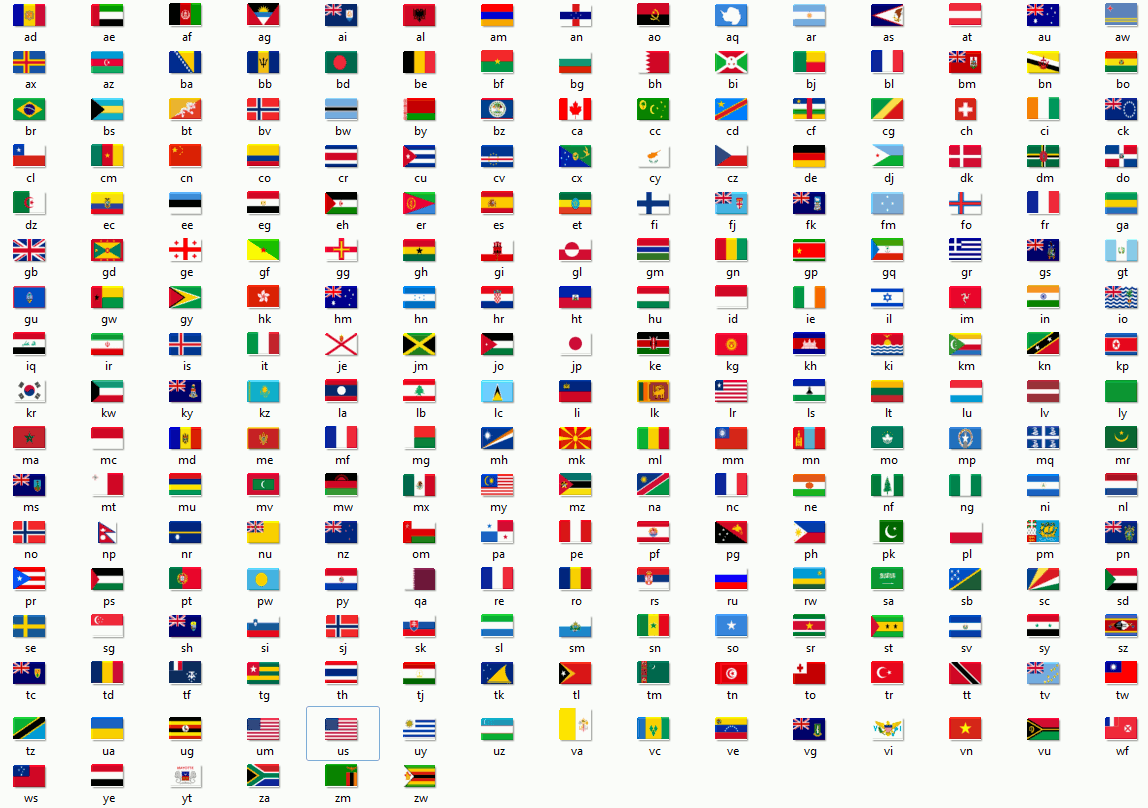 ad ae af ag ai al am an ao aq ar as at au aw
ax az ba bb bd be bf bg bh bi bj bl bm bn bo
br bs bt bv bw by bz ca cc cd cf cg ch ci ck
cl cm cn co cr cu cv cx cy cz de dj dk dm do
dz ec ee eg eh er es et fi fj fk fm fo fr ga
gb gd ge gf gg gh gi gl gm gn gp gq gr gs gt
gu gw gy hk hm hn hr ht hu id ie il im in io
iq ir is it je jm jo jp ke kg kh ki km kn kp
kr kw ky kz la lb lc li lk lr ls lt lu lv ly
ma mc md me mf mg mh mk ml mm mn mo mp mq mr
ms mt mu mv mw mx my mz na nc ne nf ng ni nl
no np nr nu nz om pa pe pf pg ph pk pl pm pn
pr ps pt pw py qa re ro rs ru rw sa sb sc sd
se sg sh si sj sk sl sm sn so sr st sv sy sz
tc td tf tg th tj tk tl tm tn to tr tt tv tw
tz ua ug um us uy uz va vc ve vg vi vn vu wf
ws ye yt za zm zw